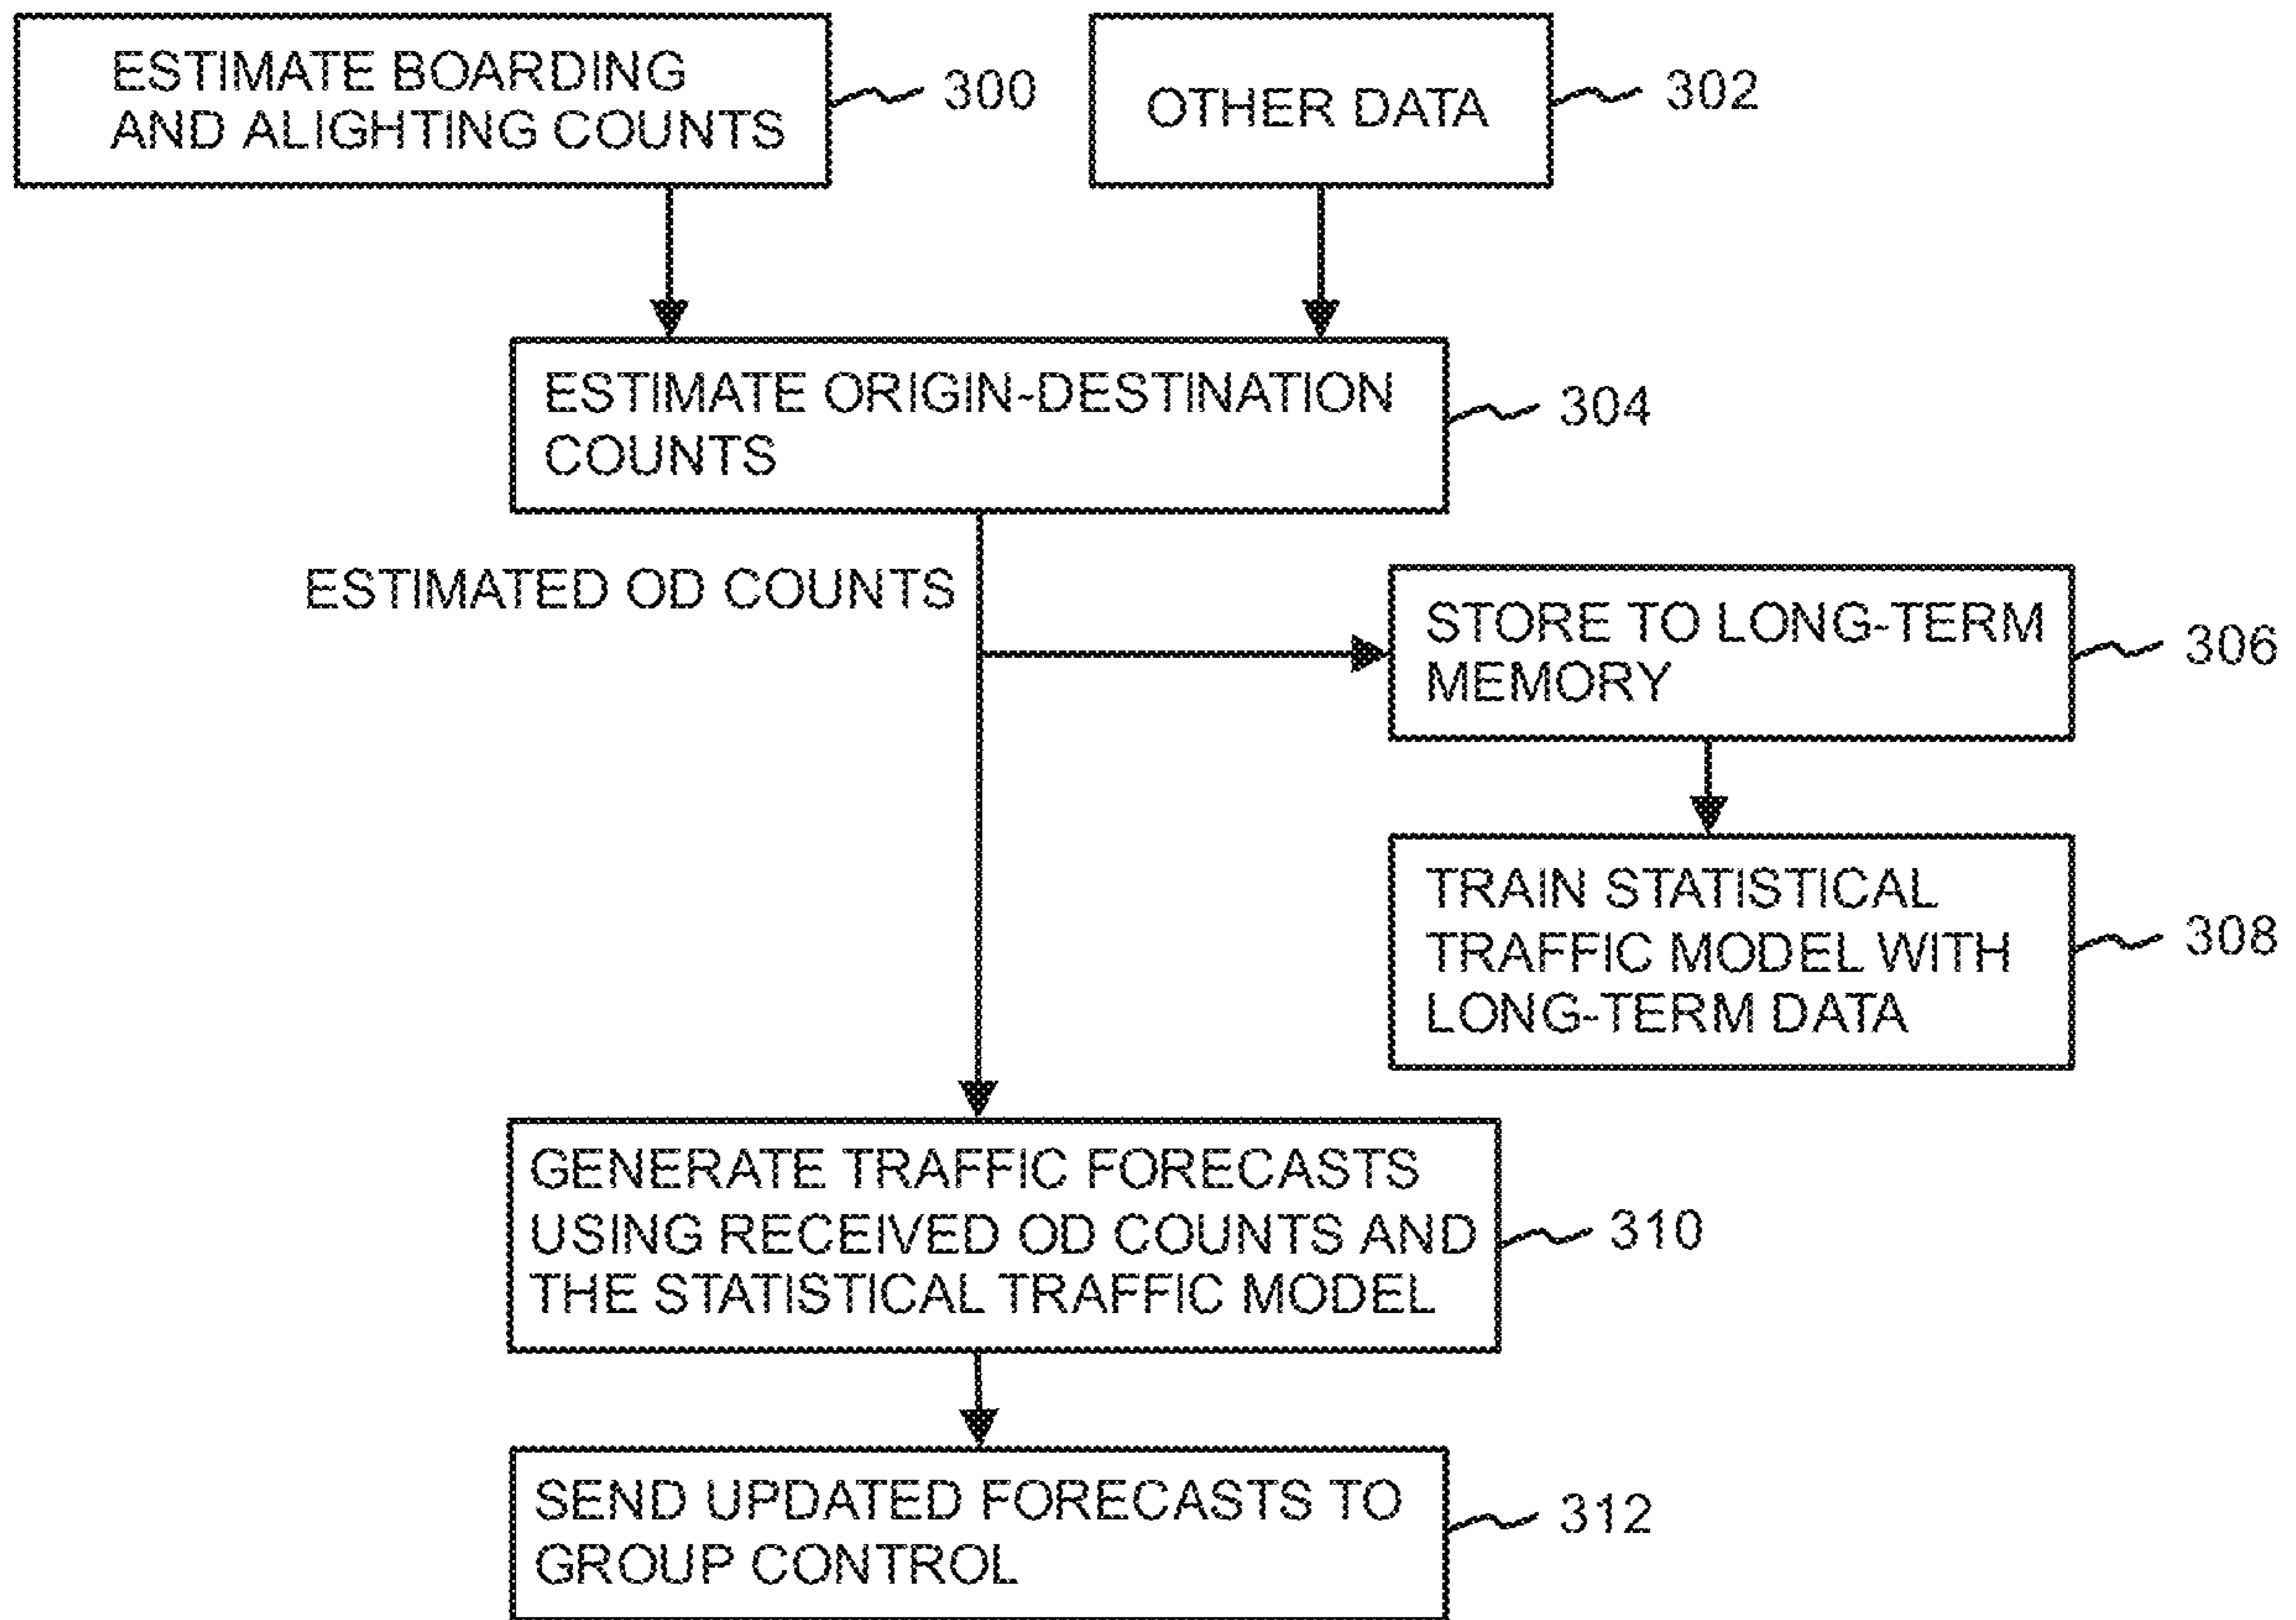 ESTIMATE BOARDING
AND ALIGHTING COUNTS
300
OTHER DATA
302
ESTIMATE ORIGIN-DESTINATION
COUNTS
304
ESTIMATED OD COUNTS
STORE TO LONG-TERM
MEMORY
306
TRAIN STATISTICAL
TRAFFIC MODEL WITH
LONG-TERM DATA
308
GENERATE TRAFFIC FORECASTS
USING RECEIVED OD COUNTS AND
THE STATISTICAL TRAFFIC MODEL
310
SEND UPDATED FORECASTS TO
GROUP CONTROL
312